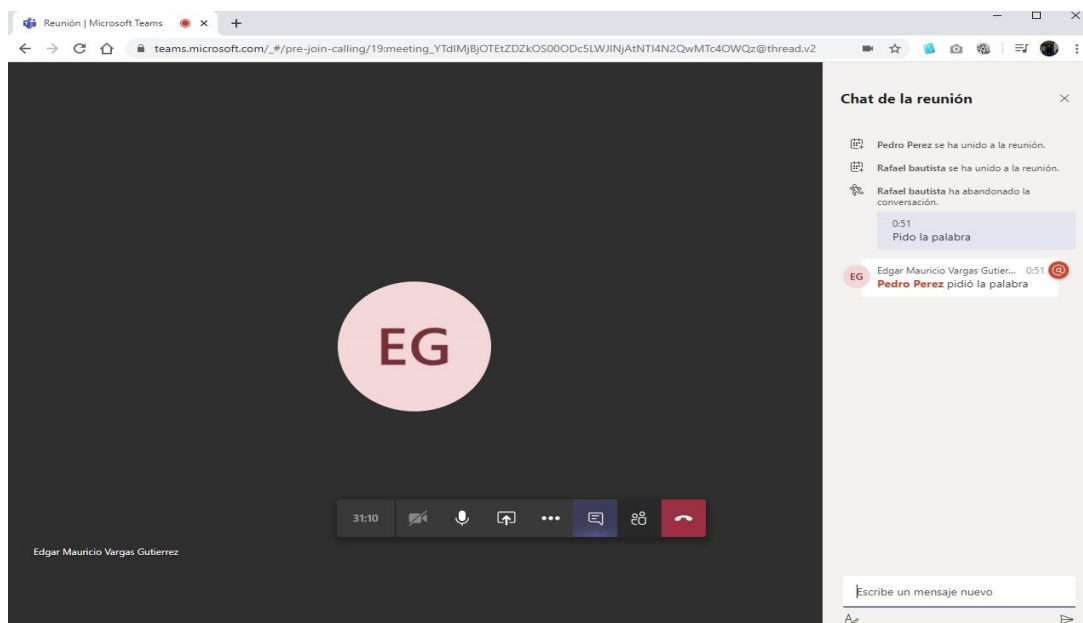 Reunión | Microsoft Teams
teams.microsoft.com/_#/pre-join-calling/19:meeting_YTdlMjBjOTEtZDZkOS00ODc5LWJlNjAtNTI4N2QwMTc4OWQz@thread.v2
Chat de la reunión
Pedro Perez se ha unido a la reunión.
Rafael bautista se ha unido a la reunión.
Rafael bautista ha abandonado la
conversación.
0:51
Pido la palabra
EG
Edgar Mauricio Vargas Gutier... 0:51
Pedro Perez pidió la palabra
EG
31:10
Edgar Mauricio Vargas Gutierrez
Escribe un mensaje nuevo